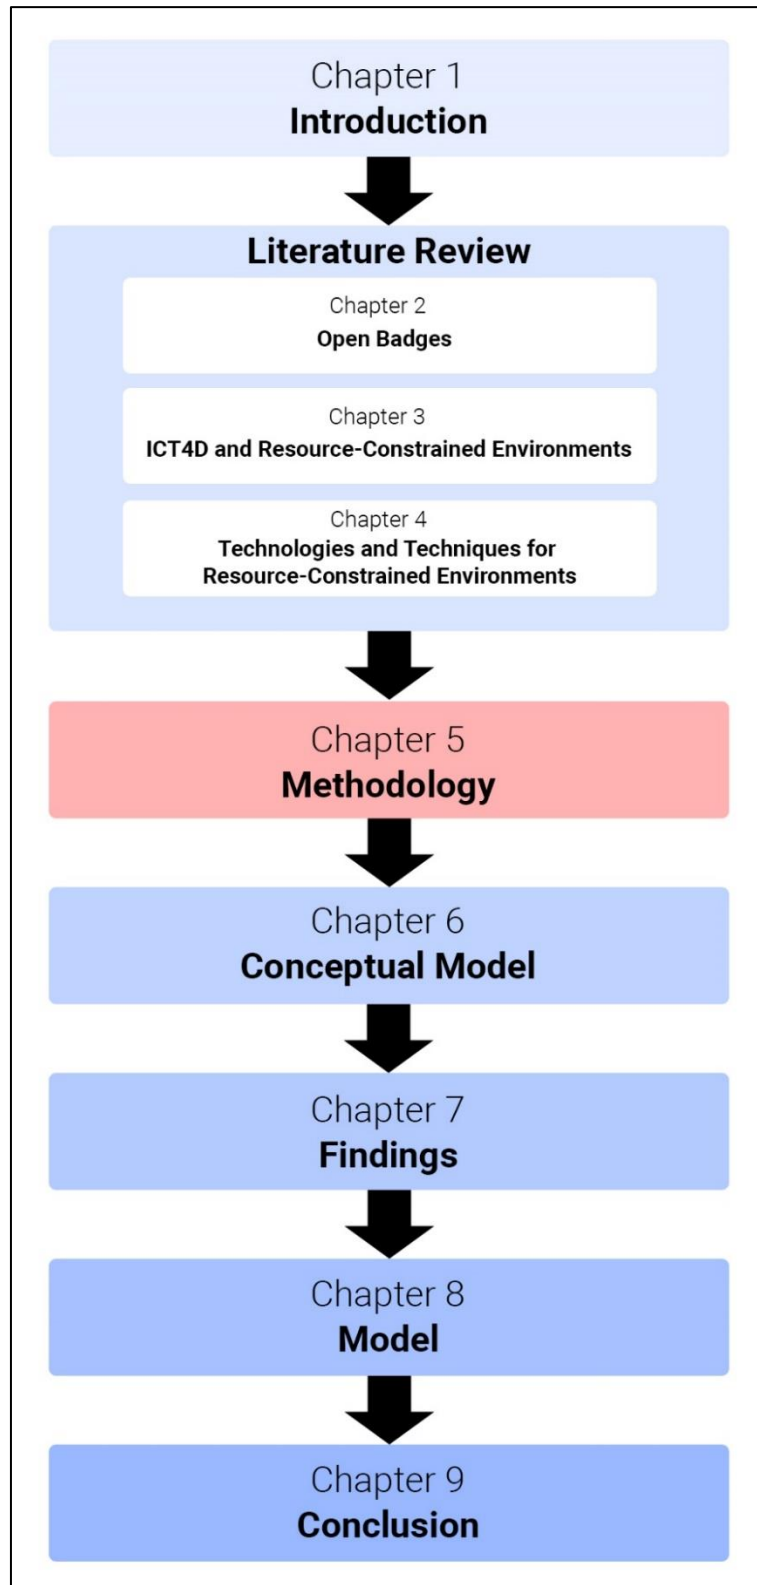 Chapter 1
Introduction
Literature Review
Chapter 2
Open Badges
Chapter 3
ICT4D and Resource-Constrained Environments
Chapter 4
Technologies and Techniques for
Resource-Constrained Environments
Chapter 5
Methodology
Chapter 6
Conceptual Model
Chapter 7
Findings
Chapter 8
Model
Chapter 9
Conclusion